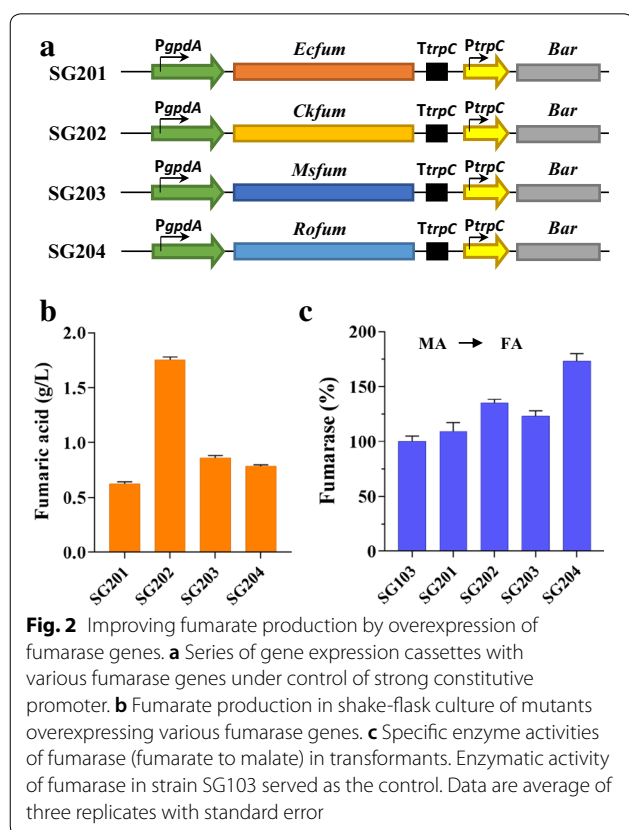 a
PgpdA Ecfum TtrpC PtrpC Bar
SG201
PgpdA Ckfum TtrpC PtrpC Bar
SG202
PgpdA Msfum TtrpC PtrpC Bar
SG203
PgpdA Rofum TtrpC PtrpC Bar
SG204
b
Fumaric acid (g/L)
2.0
1.5
1.0
0.5
0.0
SG201 SG202 SG203 SG204
c
MA FA
Fumarase (%)
200
175
150
125
100
75
50
25
0
SG103 SG201 SG202 SG203 SG204
Fig. 2 Improving fumarate production by overexpression of
fumarase genes. a Series of gene expression cassettes with
various fumarase genes under control of strong constitutive
promoter. b Fumarate production in shake-flask culture of mutants
overexpressing various fumarase genes. c Specific enzyme activities
of fumarase (fumarate to malate) in transformants. Enzymatic activity
of fumarase in strain SG103 served as the control. Data are average of
three replicates with standard error